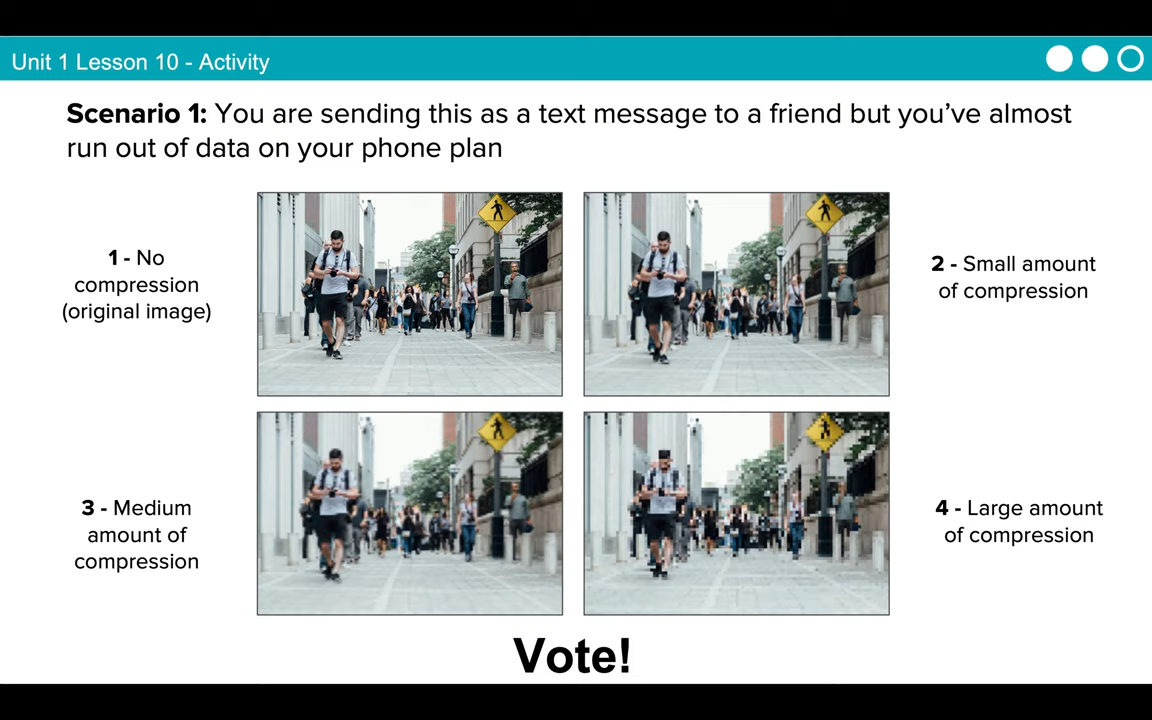 Unit 1 Lesson 10 - Activity
Scenario 1: You are sending this as a text message to a friend but you’ve almost
run out of data on your phone plan
1 - No
compression
(original image)
2 - Small amount
of compression
3 - Medium
amount of
compression
4 - Large amount
of compression
Vote!